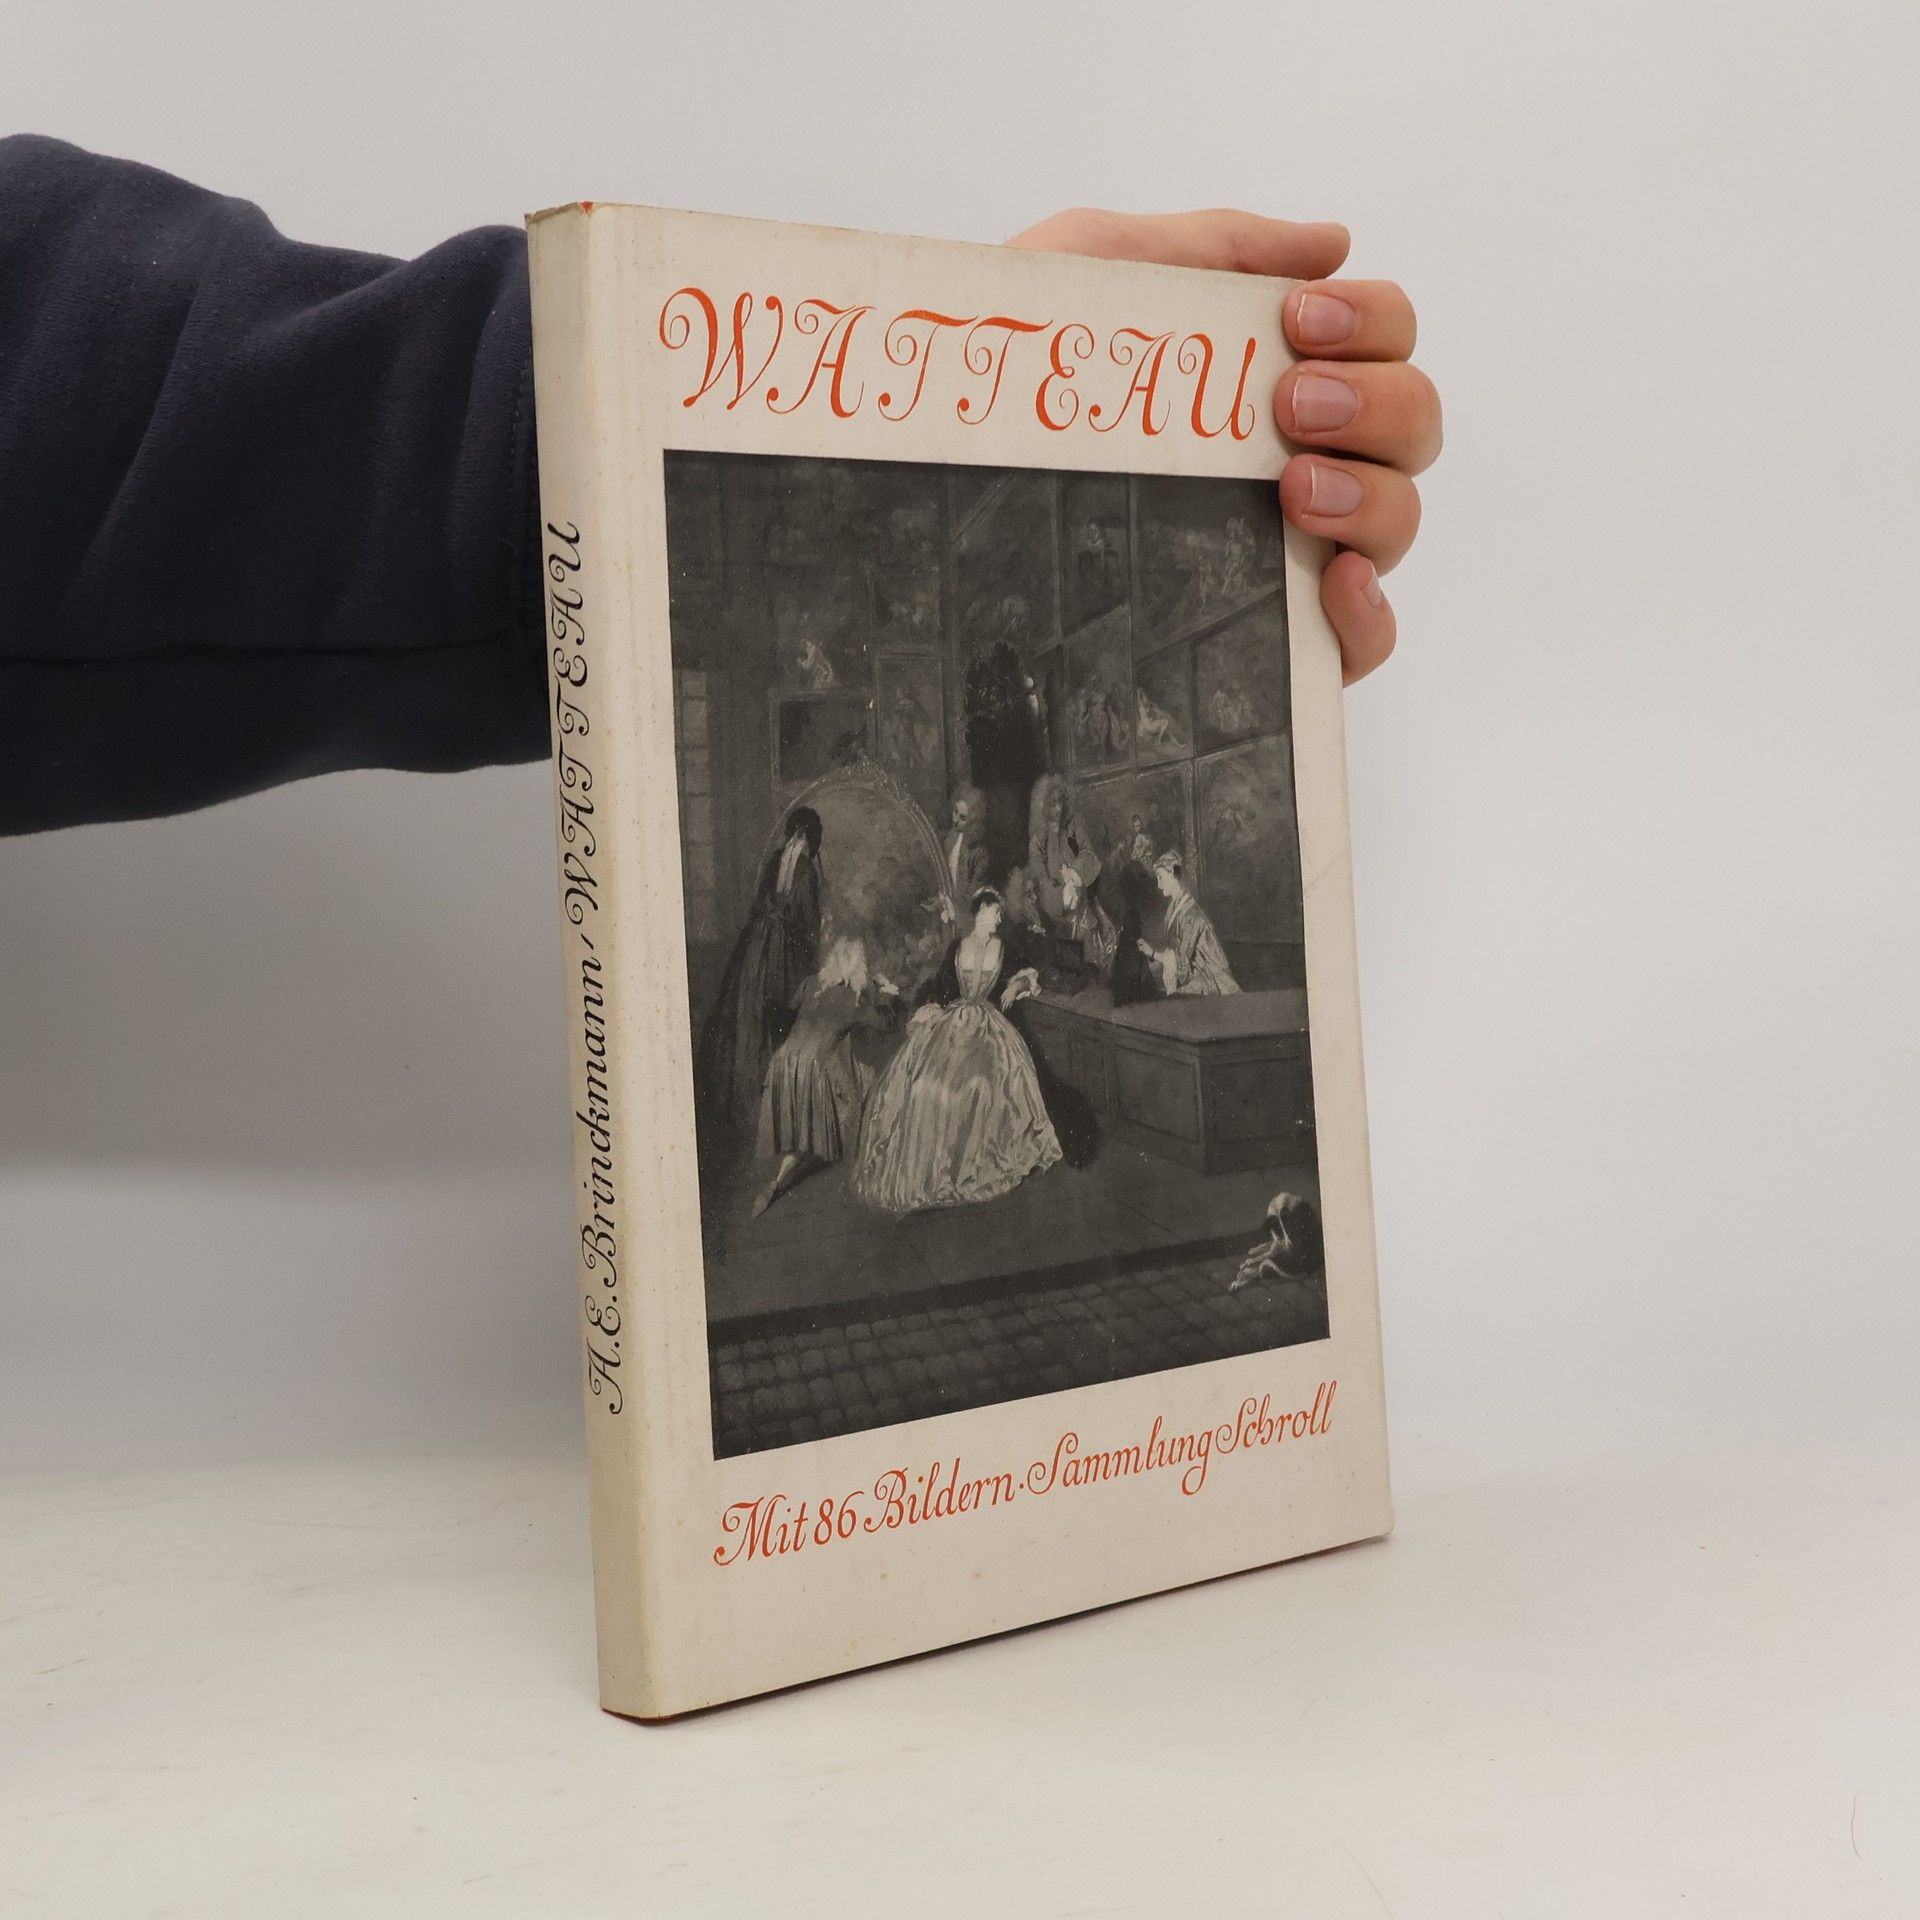 WATTEAU
Mit 86 Bildern · Sammlung Schroll
A.E. Brinckmann / WATTEAU